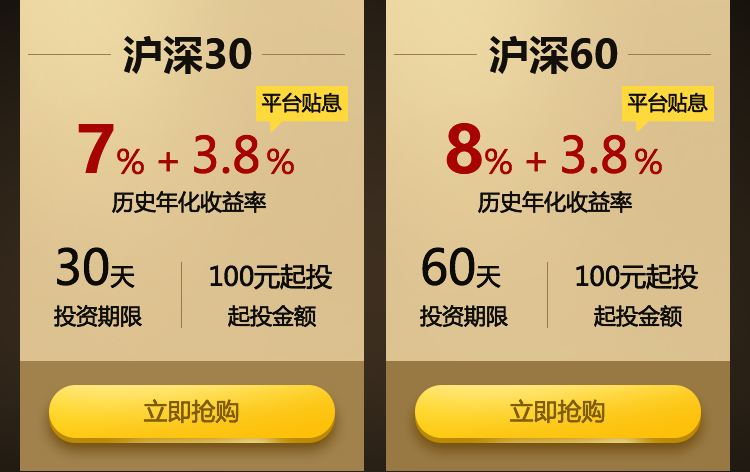 沪深30
平台贴息
7% + 3.8%
历史年化收益率
30天
投资期限
100元起投
起投金额
立即抢购
沪深60
平台贴息
8% + 3.8%
历史年化收益率
60天
投资期限
100元起投
起投金额
立即抢购